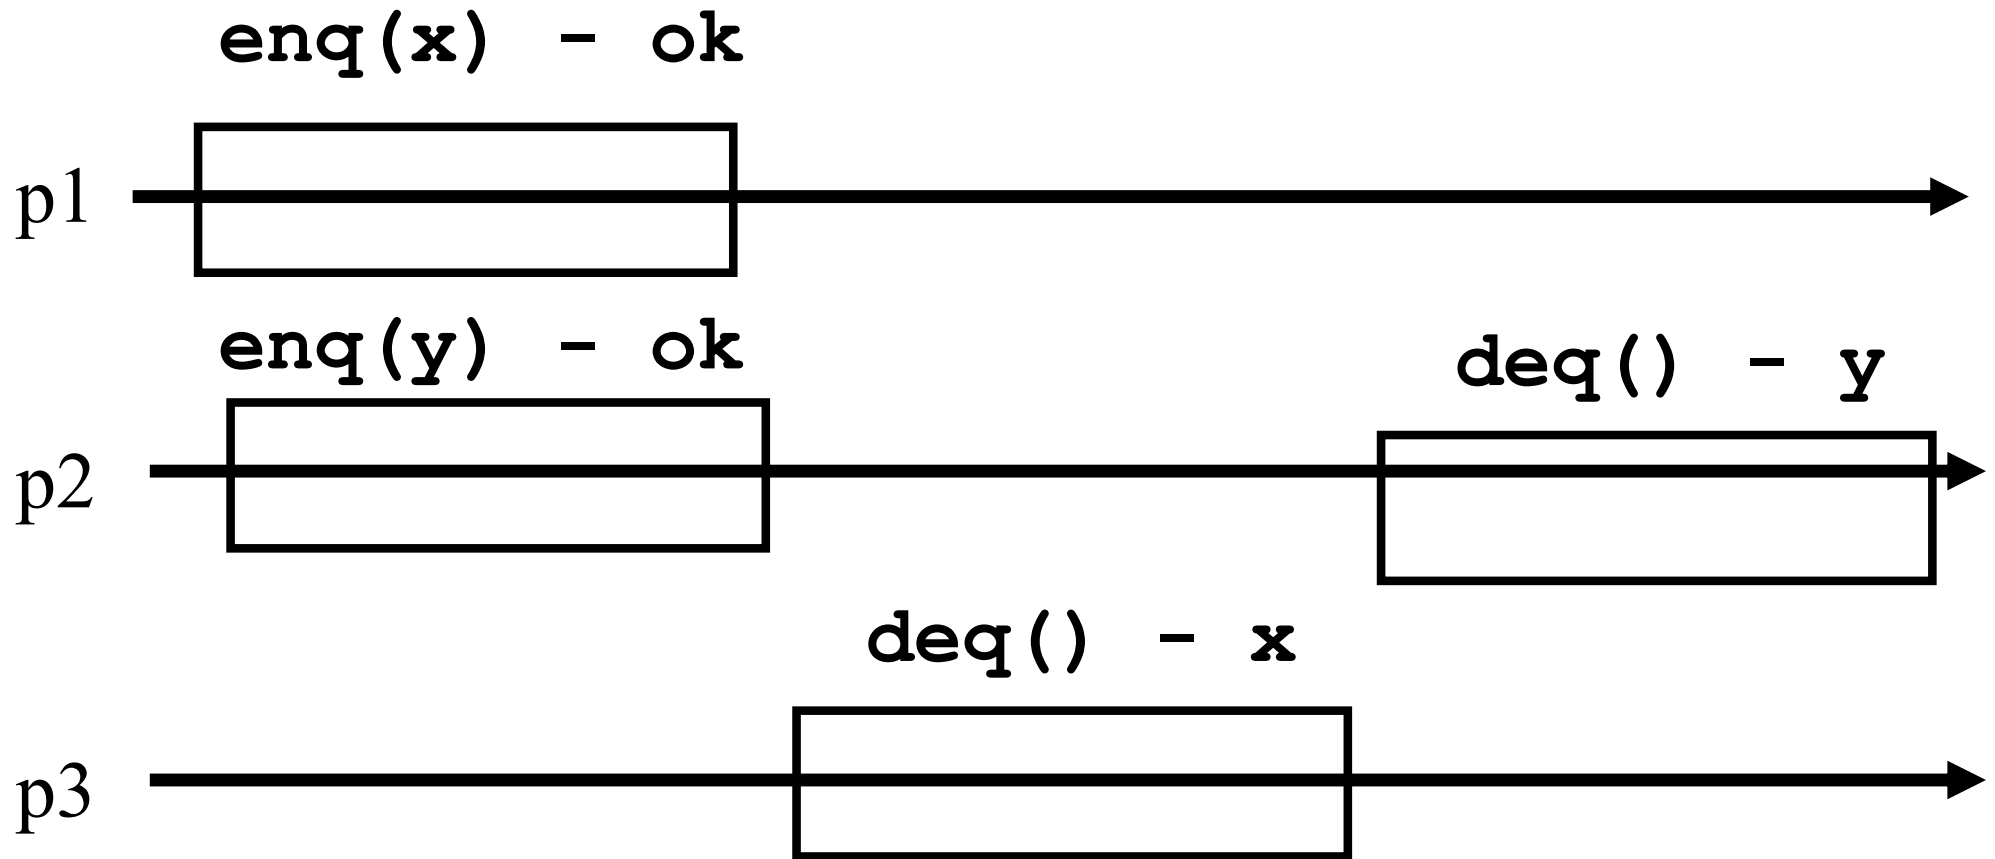 enq(x) - ok
p1
enq(y) - ok
deq() - y
p2
deq() - x
p3